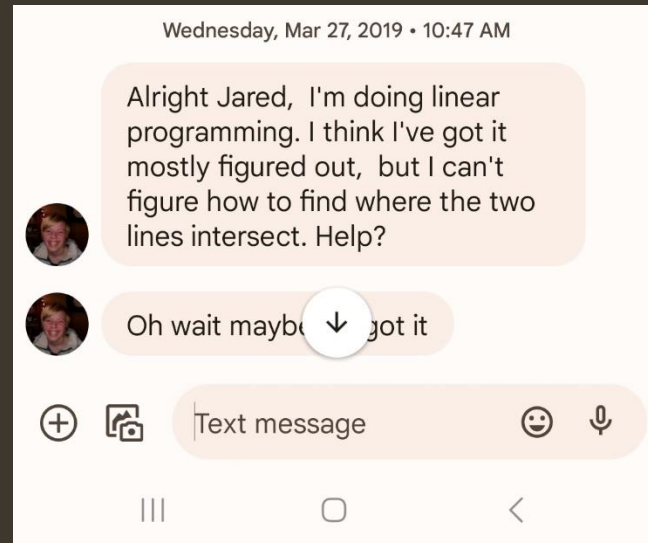 Wednesday, Mar 27, 2019 • 10:47 AM
Alright Jared,  I'm doing linear
programming. I think I've got it
mostly figured out,  but I can't
figure how to find where the two
lines intersect. Help?
Oh wait maybe got it
Text message